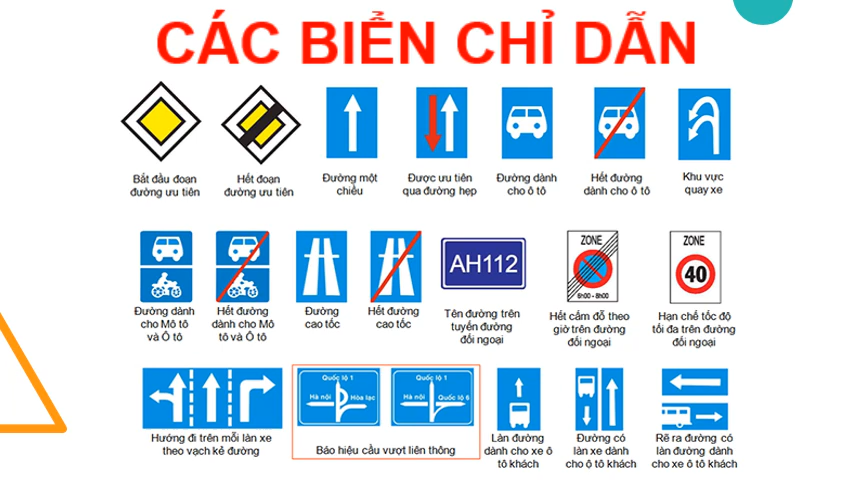 CÁC BIỂN CHỈ DẪN
Bắt đầu đoạn
đường ưu tiên
Hết đoạn
đường ưu tiên
Đường một
chiều
Được ưu tiên
qua đường hẹp
Đường dành
cho ô tô
Hết đường
dành cho ô tô
Khu vực
quay xe
Đường dành
cho Mô tô
và Ô tô
Hết đường
dành cho Mô
tô và Ô tô
Đường
cao tốc
Hết đường
cao tốc
AH112
Tên đường trên
tuyến đường
đối ngoại
ZONE
6h00 - 8h00
Hết cấm đỗ theo
giờ trên đường
đối ngoại
ZONE
40
Hạn chế tốc độ
tối đa trên đường
đối ngoại
Hướng đi trên mỗi làn xe
theo vạch kẻ đường
Quốc lộ 1
Hà nội
Hòa lạc
Quốc lộ 1
Hà nội
Quốc lộ 6
Báo hiệu cầu vượt liên thông
Làn đường
dành cho xe ô
tô khách
Đường có
làn xe dành
cho ô tô khách
Rẽ ra đường có
làn đường dành
cho xe ô tô khách